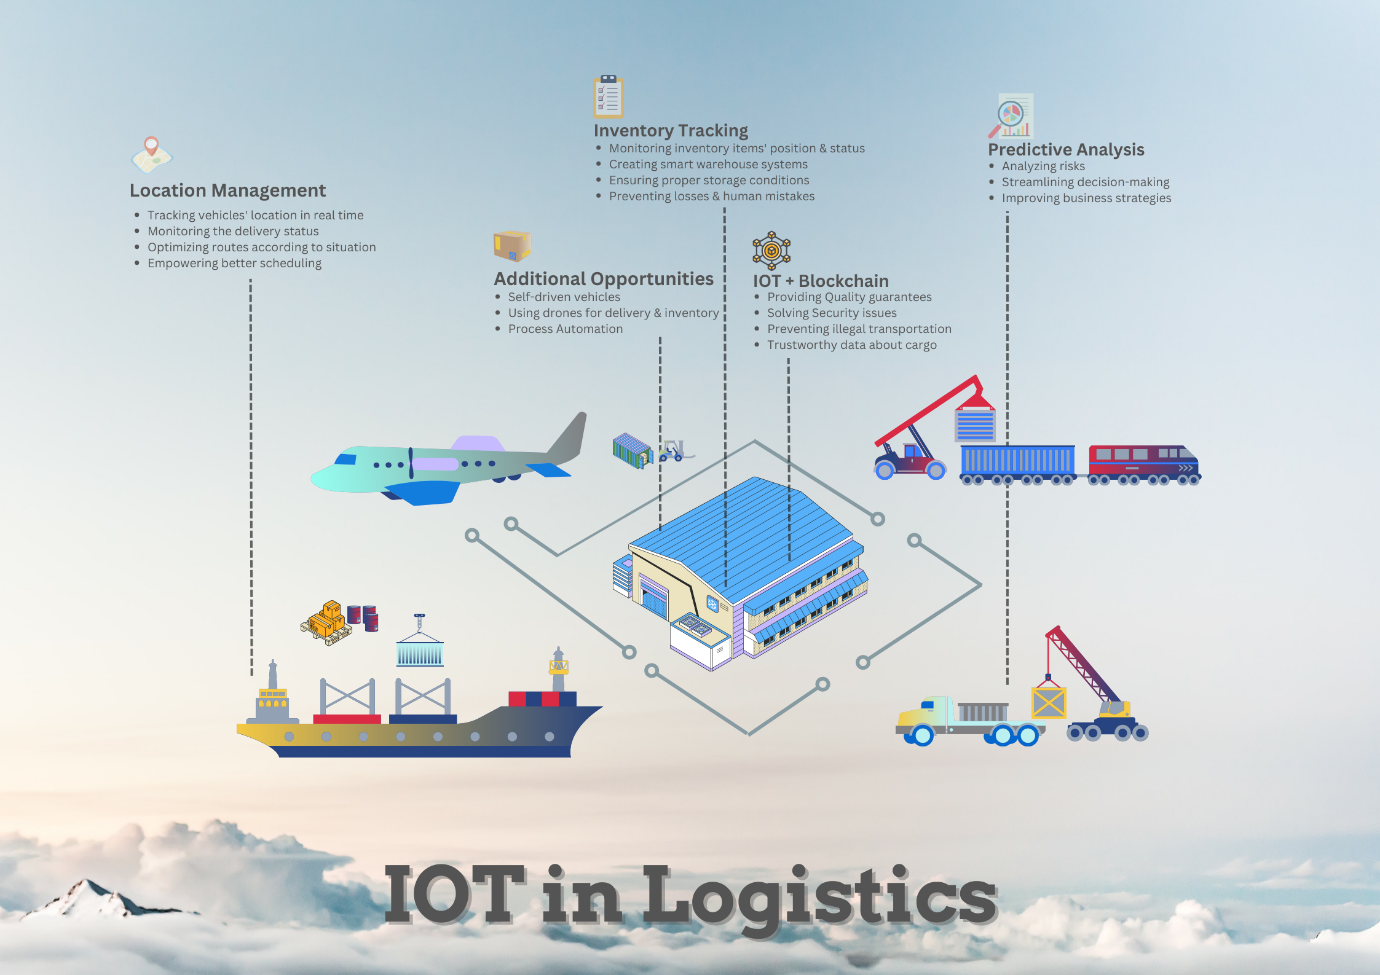 Location Management
Tracking vehicles' location in real time
Monitoring the delivery status
Optimizing routes according to situation
Empowering better scheduling
Inventory Tracking
Monitoring inventory items' position & status
Creating smart warehouse systems
Ensuring proper storage conditions
Preventing losses & human mistakes
Predictive Analysis
Analyzing risks
Streamlining decision-making
Improving business strategies
Additional Opportunities
Self-driven vehicles
Using drones for delivery & inventory
Process Automation
IOT + Blockchain
Providing Quality guarantees
Solving Security issues
Preventing illegal transportation
Trustworthy data about cargo
IOT in Logistics